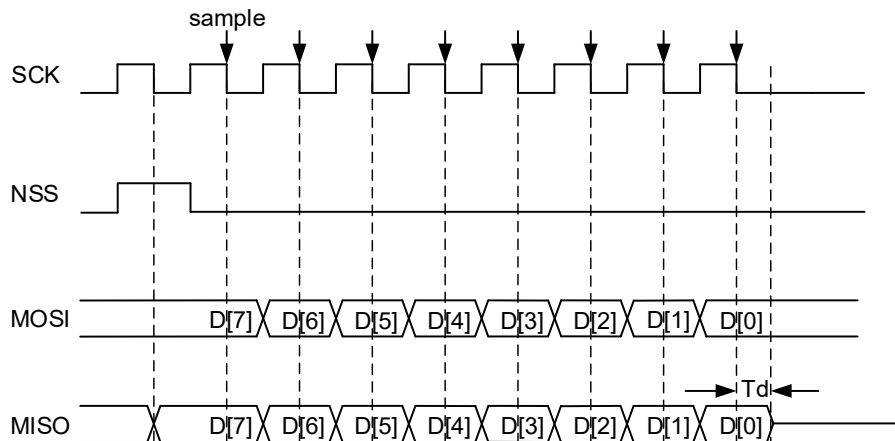 sample
SCK
NSS
MOSI D[7] D[6] D[5] D[4] D[3] D[2] D[1] D[0]
Td
MISO D[7] D[6] D[5] D[4] D[3] D[2] D[1] D[0]